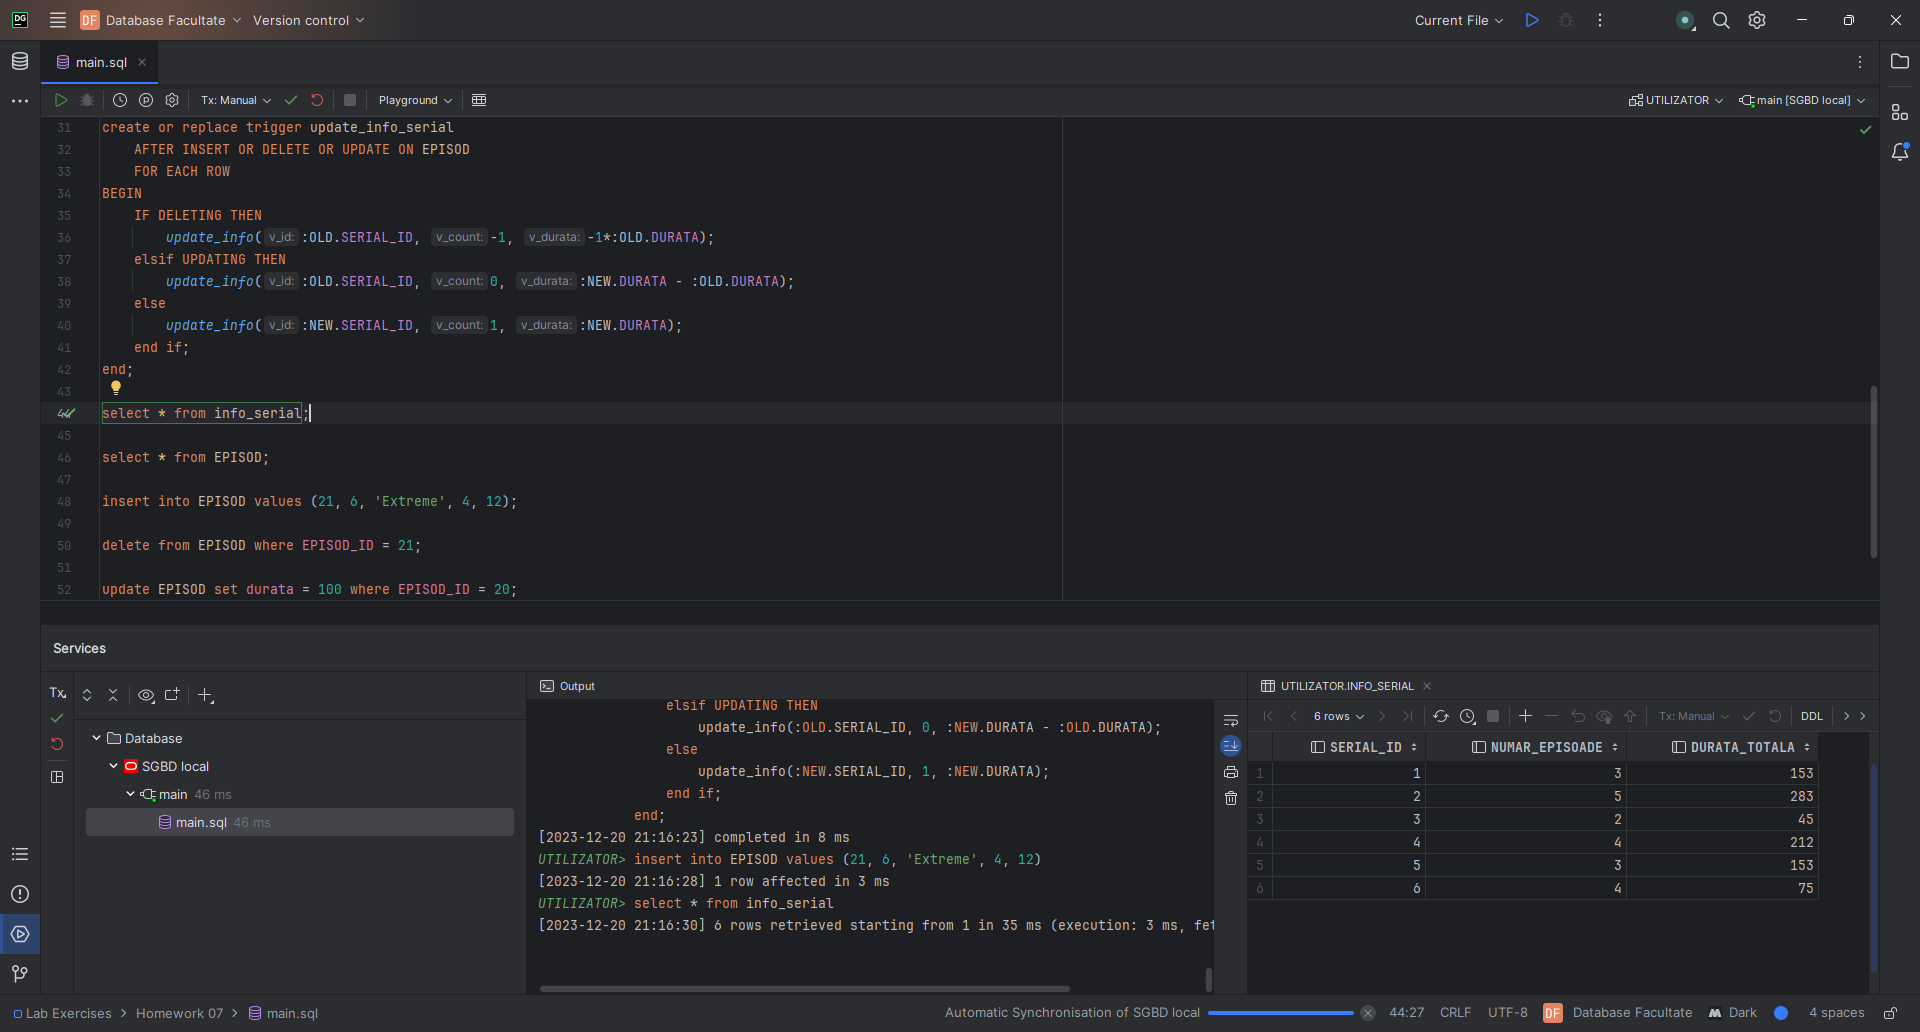 DG DF Database Facultate Version control Current File
main.sql
Tx: Manual Playground UTILIZATOR main [SGBD local]
31 create or replace trigger update_info_serial
32 AFTER INSERT OR DELETE OR UPDATE ON EPISOD
33 FOR EACH ROW
34 BEGIN
35 IF DELETING THEN
36 update_info( v_id: :OLD.SERIAL_ID, v_count: -1, v_durata: -1*:OLD.DURATA);
37 elsif UPDATING THEN
38 update_info( v_id: :OLD.SERIAL_ID, v_count: 0, v_durata: :NEW.DURATA - :OLD.DURATA);
39 else
40 update_info( v_id: :NEW.SERIAL_ID, v_count: 1, v_durata: :NEW.DURATA);
41 end if;
42 end;
43
44 select * from info_serial;
45
46 select * from EPISOD;
47
48 insert into EPISOD values (21, 6, 'Extreme', 4, 12);
49
50 delete from EPISOD where EPISOD_ID = 21;
51
52 update EPISOD set durata = 100 where EPISOD_ID = 20;
Services
Tx
Database
SGBD local
main 46 ms
main.sql 46 ms
Output
elsif UPDATING THEN
update_info(:OLD.SERIAL_ID, 0, :NEW.DURATA - :OLD.DURATA);
else
update_info(:NEW.SERIAL_ID, 1, :NEW.DURATA);
end if;
end;
[2023-12-20 21:16:23] completed in 8 ms
UTILIZATOR> insert into EPISOD values (21, 6, 'Extreme', 4, 12)
[2023-12-20 21:16:28] 1 row affected in 3 ms
UTILIZATOR> select * from info_serial
[2023-12-20 21:16:30] 6 rows retrieved starting from 1 in 35 ms (execution: 3 ms, fet
UTILIZATOR.INFO_SERIAL
6 rows Tx: Manual DDL
SERIAL_ID NUMAR_EPISOADE DURATA_TOTALA
1 1 3 153
2 2 5 283
3 3 2 45
4 4 4 212
5 5 3 153
6 6 4 75
Lab Exercises > Homework 07 > main.sql Automatic Synchronisation of SGBD local 44:27 CRLF UTF-8 DF Database Facultate Dark 4 spaces